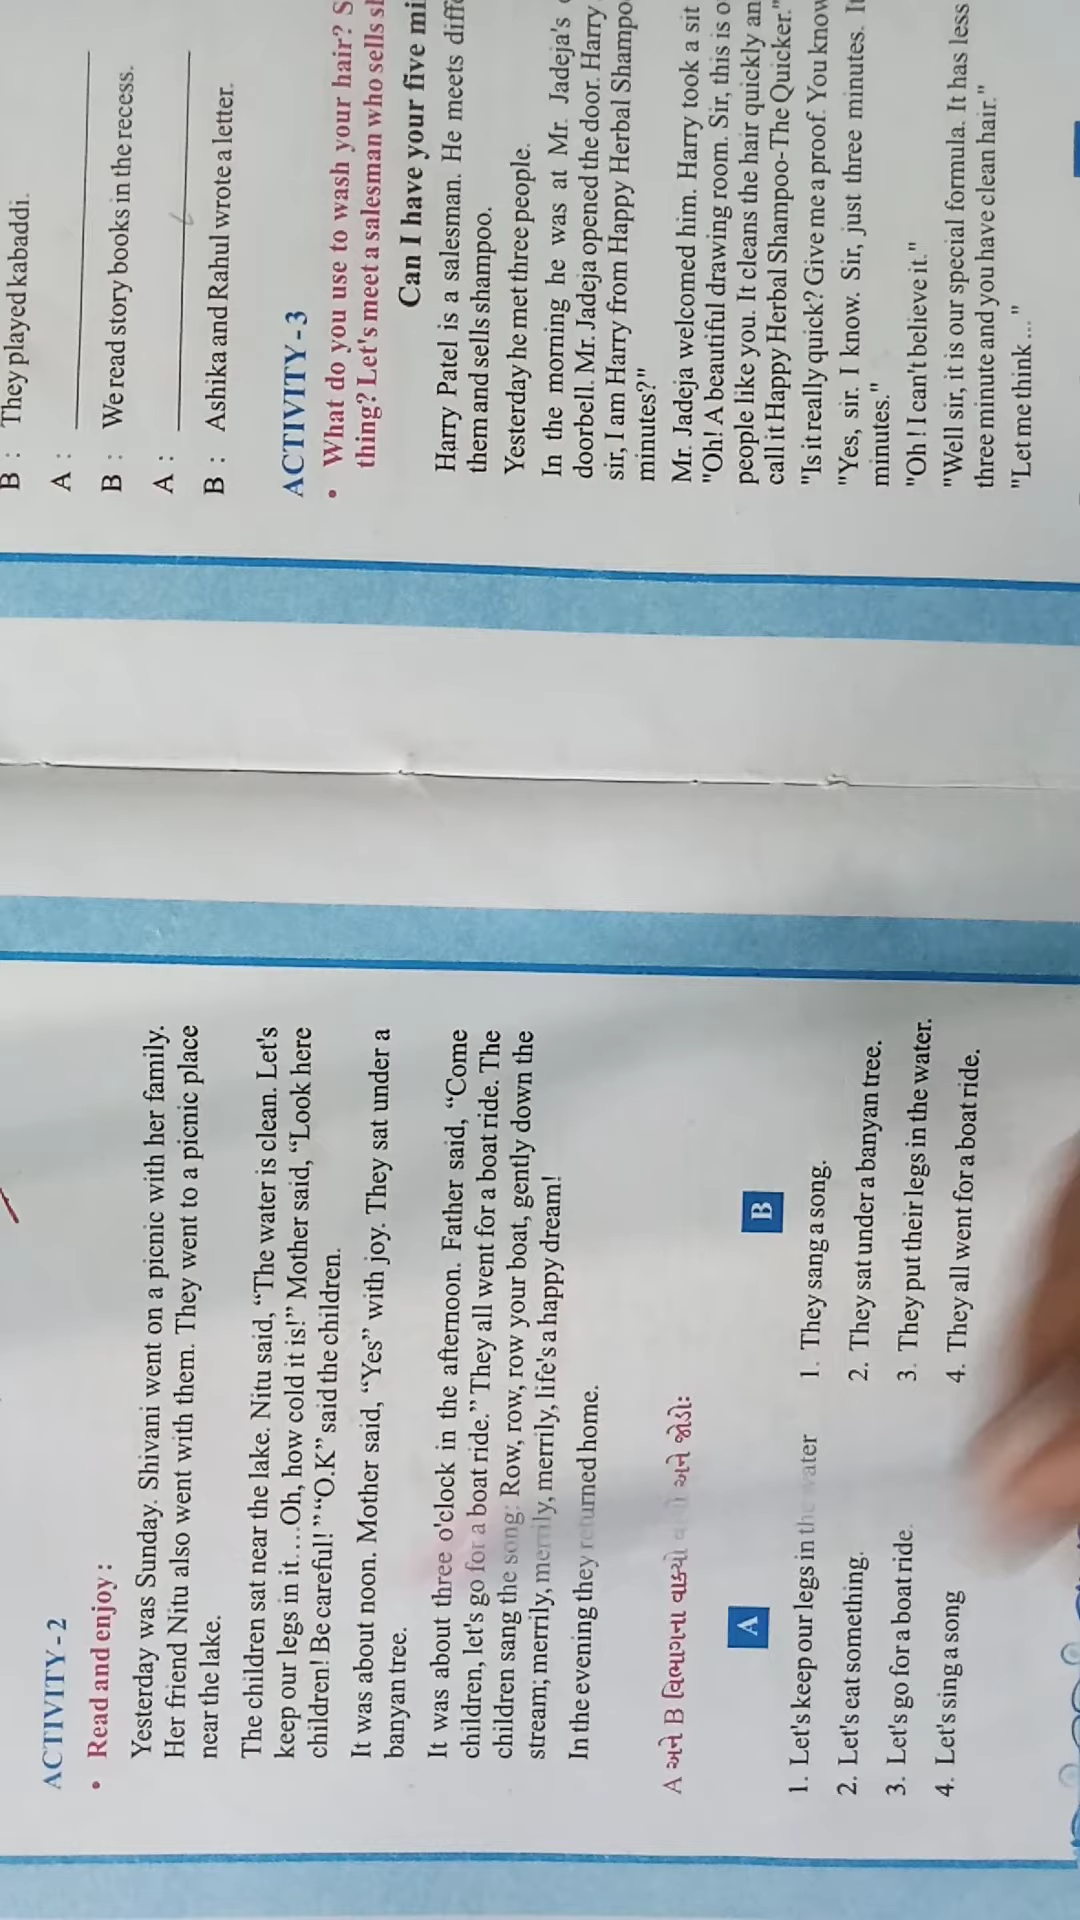 ACTIVITY - 2
• Read and enjoy :
Yesterday was Sunday. Shivani went on a picnic with her family.
Her friend Nitu also went with them. They went to a picnic place
near the lake.
The children sat near the lake. Nitu said, “The water is clean. Let's
keep our legs in it....Oh, how cold it is!” Mother said, “Look here
children! Be careful!” “O.K” said the children.
It was about noon. Mother said, “Yes” with joy. They sat under a
banyan tree.
It was about three o'clock in the afternoon. Father said, “Come
children, let's go for a boat ride.” They all went for a boat ride. The
children sang the song: Row, row, row your boat, gently down the
stream; merrily, merrily, merrily, merrily, life's a happy dream!
In the evening they returned home.
A અને B વિભાગના વાક્યો અને જોડો:
A
B
1. Let's keep our legs in the water
1. They sang a song.
2. Let's eat something.
2. They sat under a banyan tree.
3. Let's go for a boat ride.
3. They put their legs in the water.
4. Let's sing a song
4. They all went for a boat ride.
B : They played kabadi.
A :
B : We read story books in the recess.
A :
B : Ashika and Rahul wrote a letter.
ACTIVITY - 3
• What do you use to wash your hair? S
thing? Let's meet a salesman who sells
Can I have your five
Harry Patel is a salesman. He meets
them and sells shampoo.
Yesterday he met three people.
In the morning he was at Mr. Jadeja's
doorbell. Mr. Jadeja opened the door. Harry
sir, I am Harry from Happy Herbal
minutes?"
Mr. Jadeja welcomed him. Harry took a sit
"Oh! A beautiful drawing room. Sir, this is
people like you. It cleans the hair quickly
call it Happy Herbal Shampoo-The Quicker."
"Is it really quick? Give me a proof. You know
"Yes, sir. I know. Sir, just three minutes.
minutes."
"Oh! I can't believe it."
"Well sir, it is our special formula. It has less
three minute and you have clean hair."
"Let me think ... "